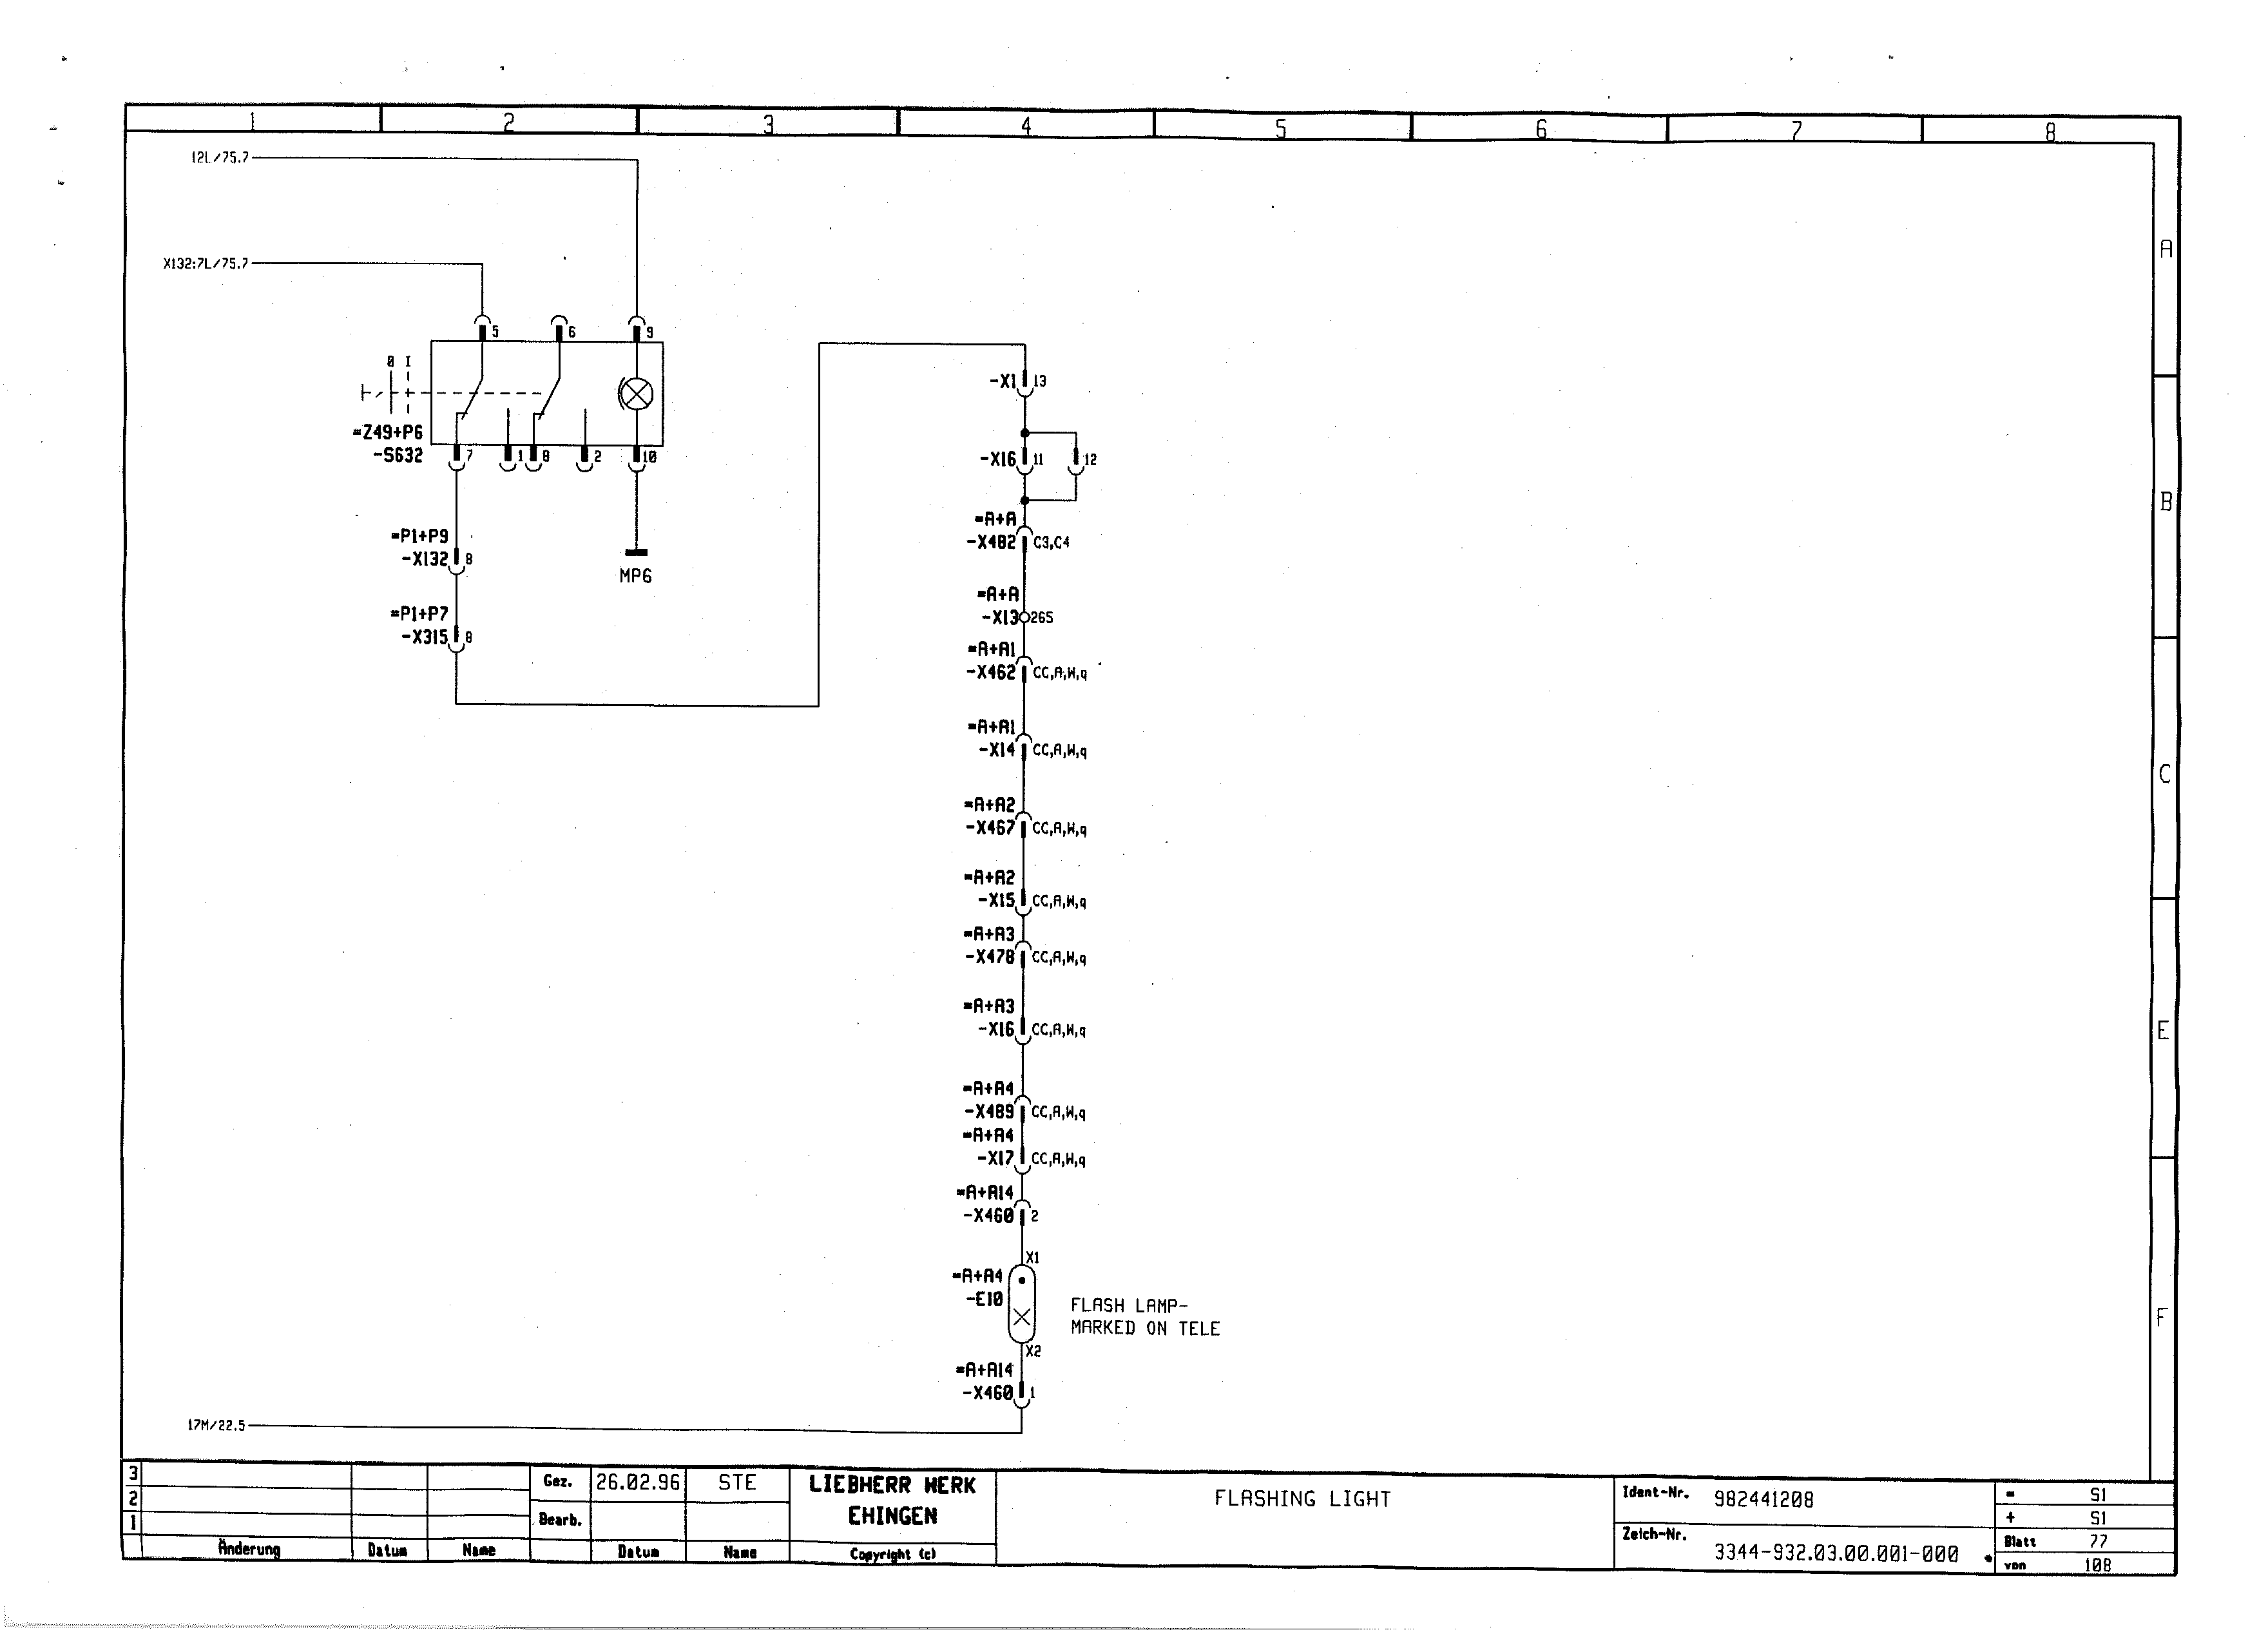 1 2 3 4 5 6 7 8
12L/75.7
X132:7L/75.7
A
5 6 9
0 I
=Z49+P6
-S632
7 1 8 2 10
-X1 13
-X16 11 12
B
=A+A
-X482 C3,C4
=P1+P9
-X132 8
MP6
=A+A
-X13 265
=P1+P7
-X315 8
=A+A1
-X462 CC,A,W,q
=A+A1
-X14 CC,A,W,q
C
=A+A2
-X467 CC,A,W,q
=A+A2
-X15 CC,A,W,q
=A+A3
-X478 CC,A,W,q
=A+A3
-X16 CC,A,W,q
E
=A+A4
-X489 CC,A,W,q
=A+A4
-X17 CC,A,W,q
=A+A14
-X460 2
X1
=A+A4
-E10
FLASH LAMP-
MARKED ON TELE
F
X2
=A+A14
-X460 1
17M/22.5
3
2
1
Änderung Datum Name
Gez. 26.02.96 STE
Bearb.
Datum Name
LIEBHERR WERK
EHINGEN
Copyright (c)
FLASHING LIGHT
Ident-Nr. 982441208
Zeich-Nr.
3344-932.03.00.001-000
= S1
+ S1
Blatt 77
von 108